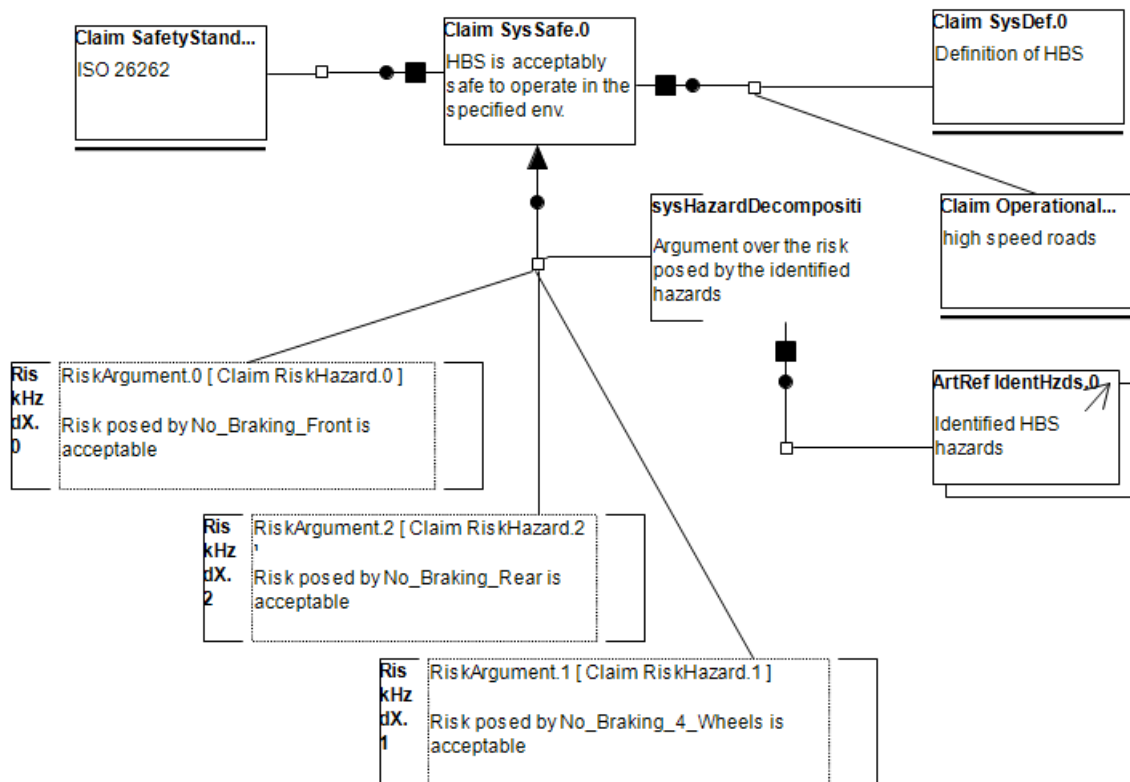 Claim SafetyStand...
ISO 26262
Claim SysSafe.0
HBS is acceptably
safe to operate in the
specified env.
Claim SysDef.0
Definition of HBS
sysHazardDecompositi
Argument over the risk
posed by the identified
hazards
Claim Operational...
high speed roads
ArtRef IdentHzds.0
Identified HBS
hazards
Ris
kHz
dX.
0
RiskArgument.0 [ Claim RiskHazard.0 ]
Risk posed by No_Braking_Front is
acceptable
Ris
kHz
dX.
2
RiskArgument.2 [ Claim RiskHazard.2
Risk posed by No_Braking_Rear is
acceptable
Ris
kHz
dX.
1
RiskArgument.1 [ Claim RiskHazard.1 ]
Risk posed by No_Braking_4_Wheels is
acceptable